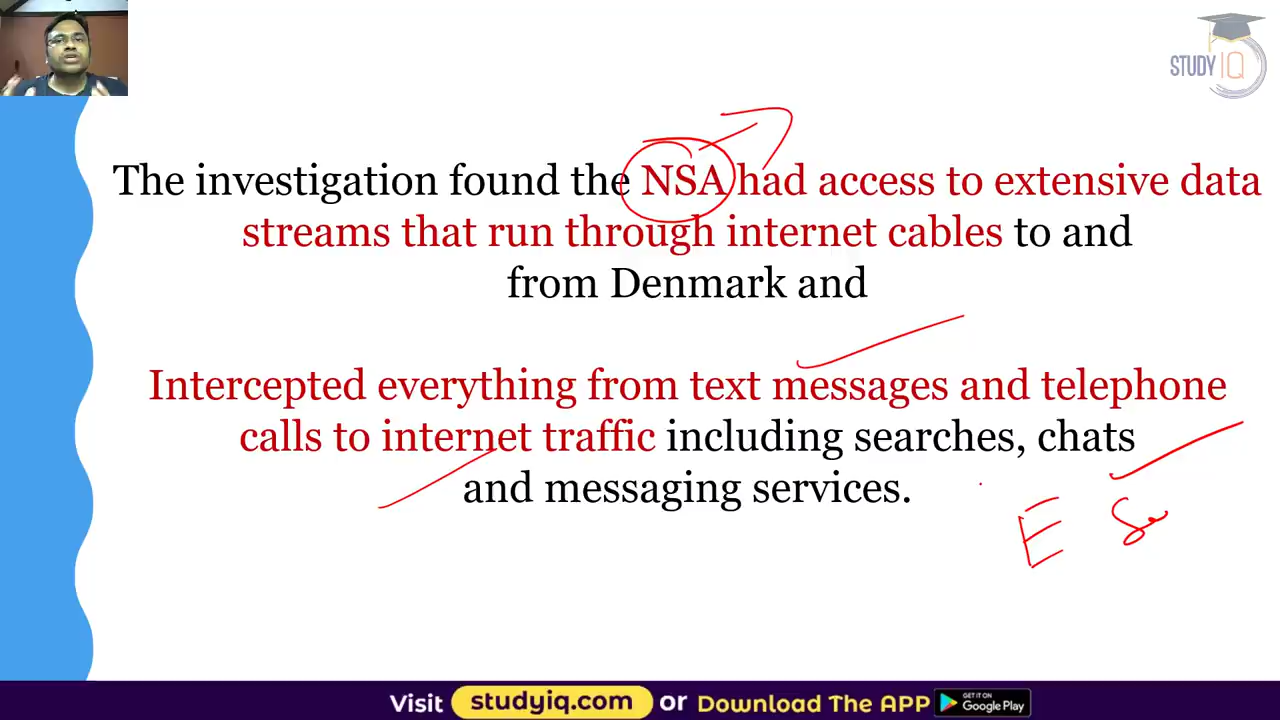 STUDY IQ
The investigation found the NSA had access to extensive data
streams that run through internet cables to and
from Denmark and
Intercepted everything from text messages and telephone
calls to internet traffic including searches, chats
and messaging services.
E Se
Visit studyiq.com or Download The APP GET IT ON Google Play